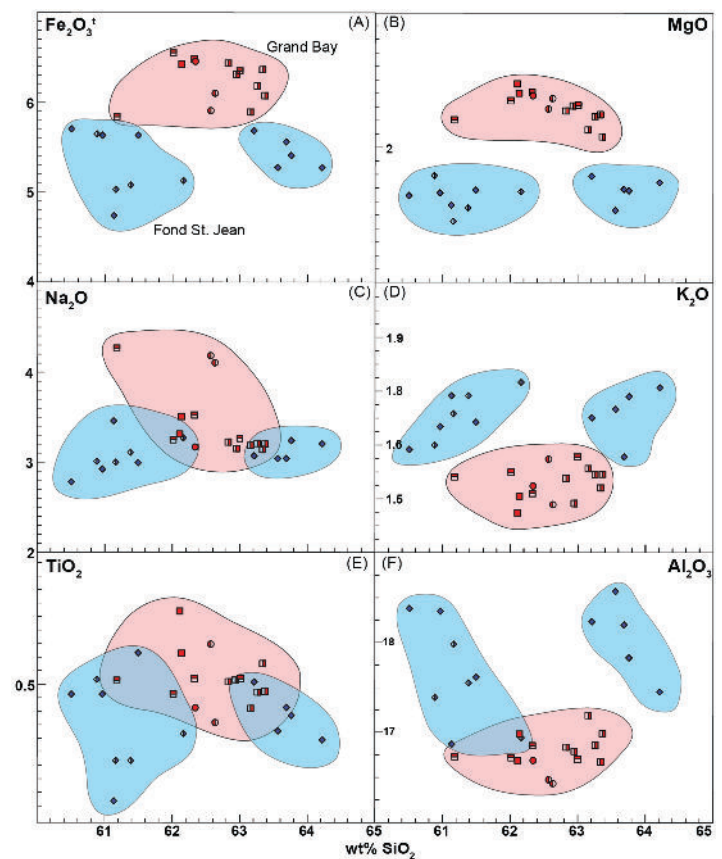 Fe₂O₃ᵗ (A) (B) MgO
Grand Bay
6
2
5
Fond St. Jean
4
Na₂O (C) (D) K₂O
1.9
4
1.8
1.6
3
1.5
2
TiO₂ (E) (F) Al₂O₃
18
0.5
17
61 62 63 64 65 61 62 63 64 65
wt% SiO₂